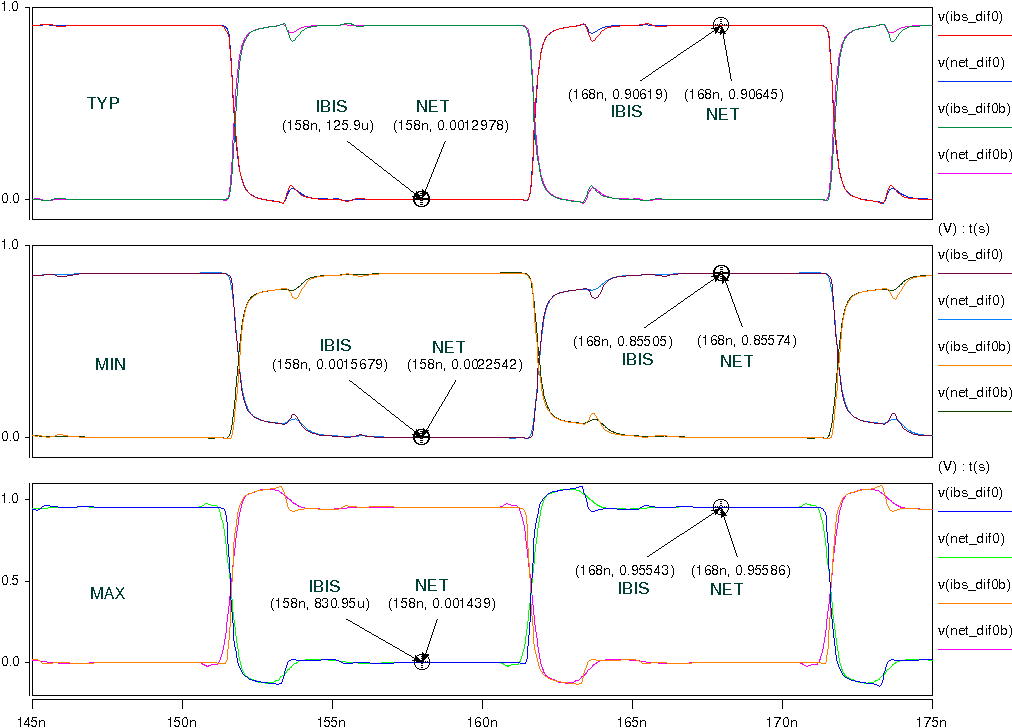 1.0
v(ibs_dif0)
v(net_dif0)
TYP
IBIS
NET
(168n, 0.90619)
(168n, 0.90645)
v(ibs_dif0b)
IBIS
NET
(158n, 125.9u)
(158n, 0.0012978)
v(net_dif0b)
0.0
(V) : t(s)
1.0
v(ibs_dif0)
v(net_dif0)
IBIS
NET
(168n, 0.85505)
(168n, 0.85574)
v(ibs_dif0b)
MIN
(158n, 0.0015679)
(158n, 0.0022542)
IBIS
NET
v(net_dif0b)
0.0
(V) : t(s)
1.0
v(ibs_dif0)
v(net_dif0)
0.5
MAX
IBIS
NET
(168n, 0.95543)
(168n, 0.95586)
v(ibs_dif0b)
IBIS
NET
(158n, 830.95u)
(158n, 0.001439)
v(net_dif0b)
0.0
145n
150n
155n
160n
165n
170n
175n